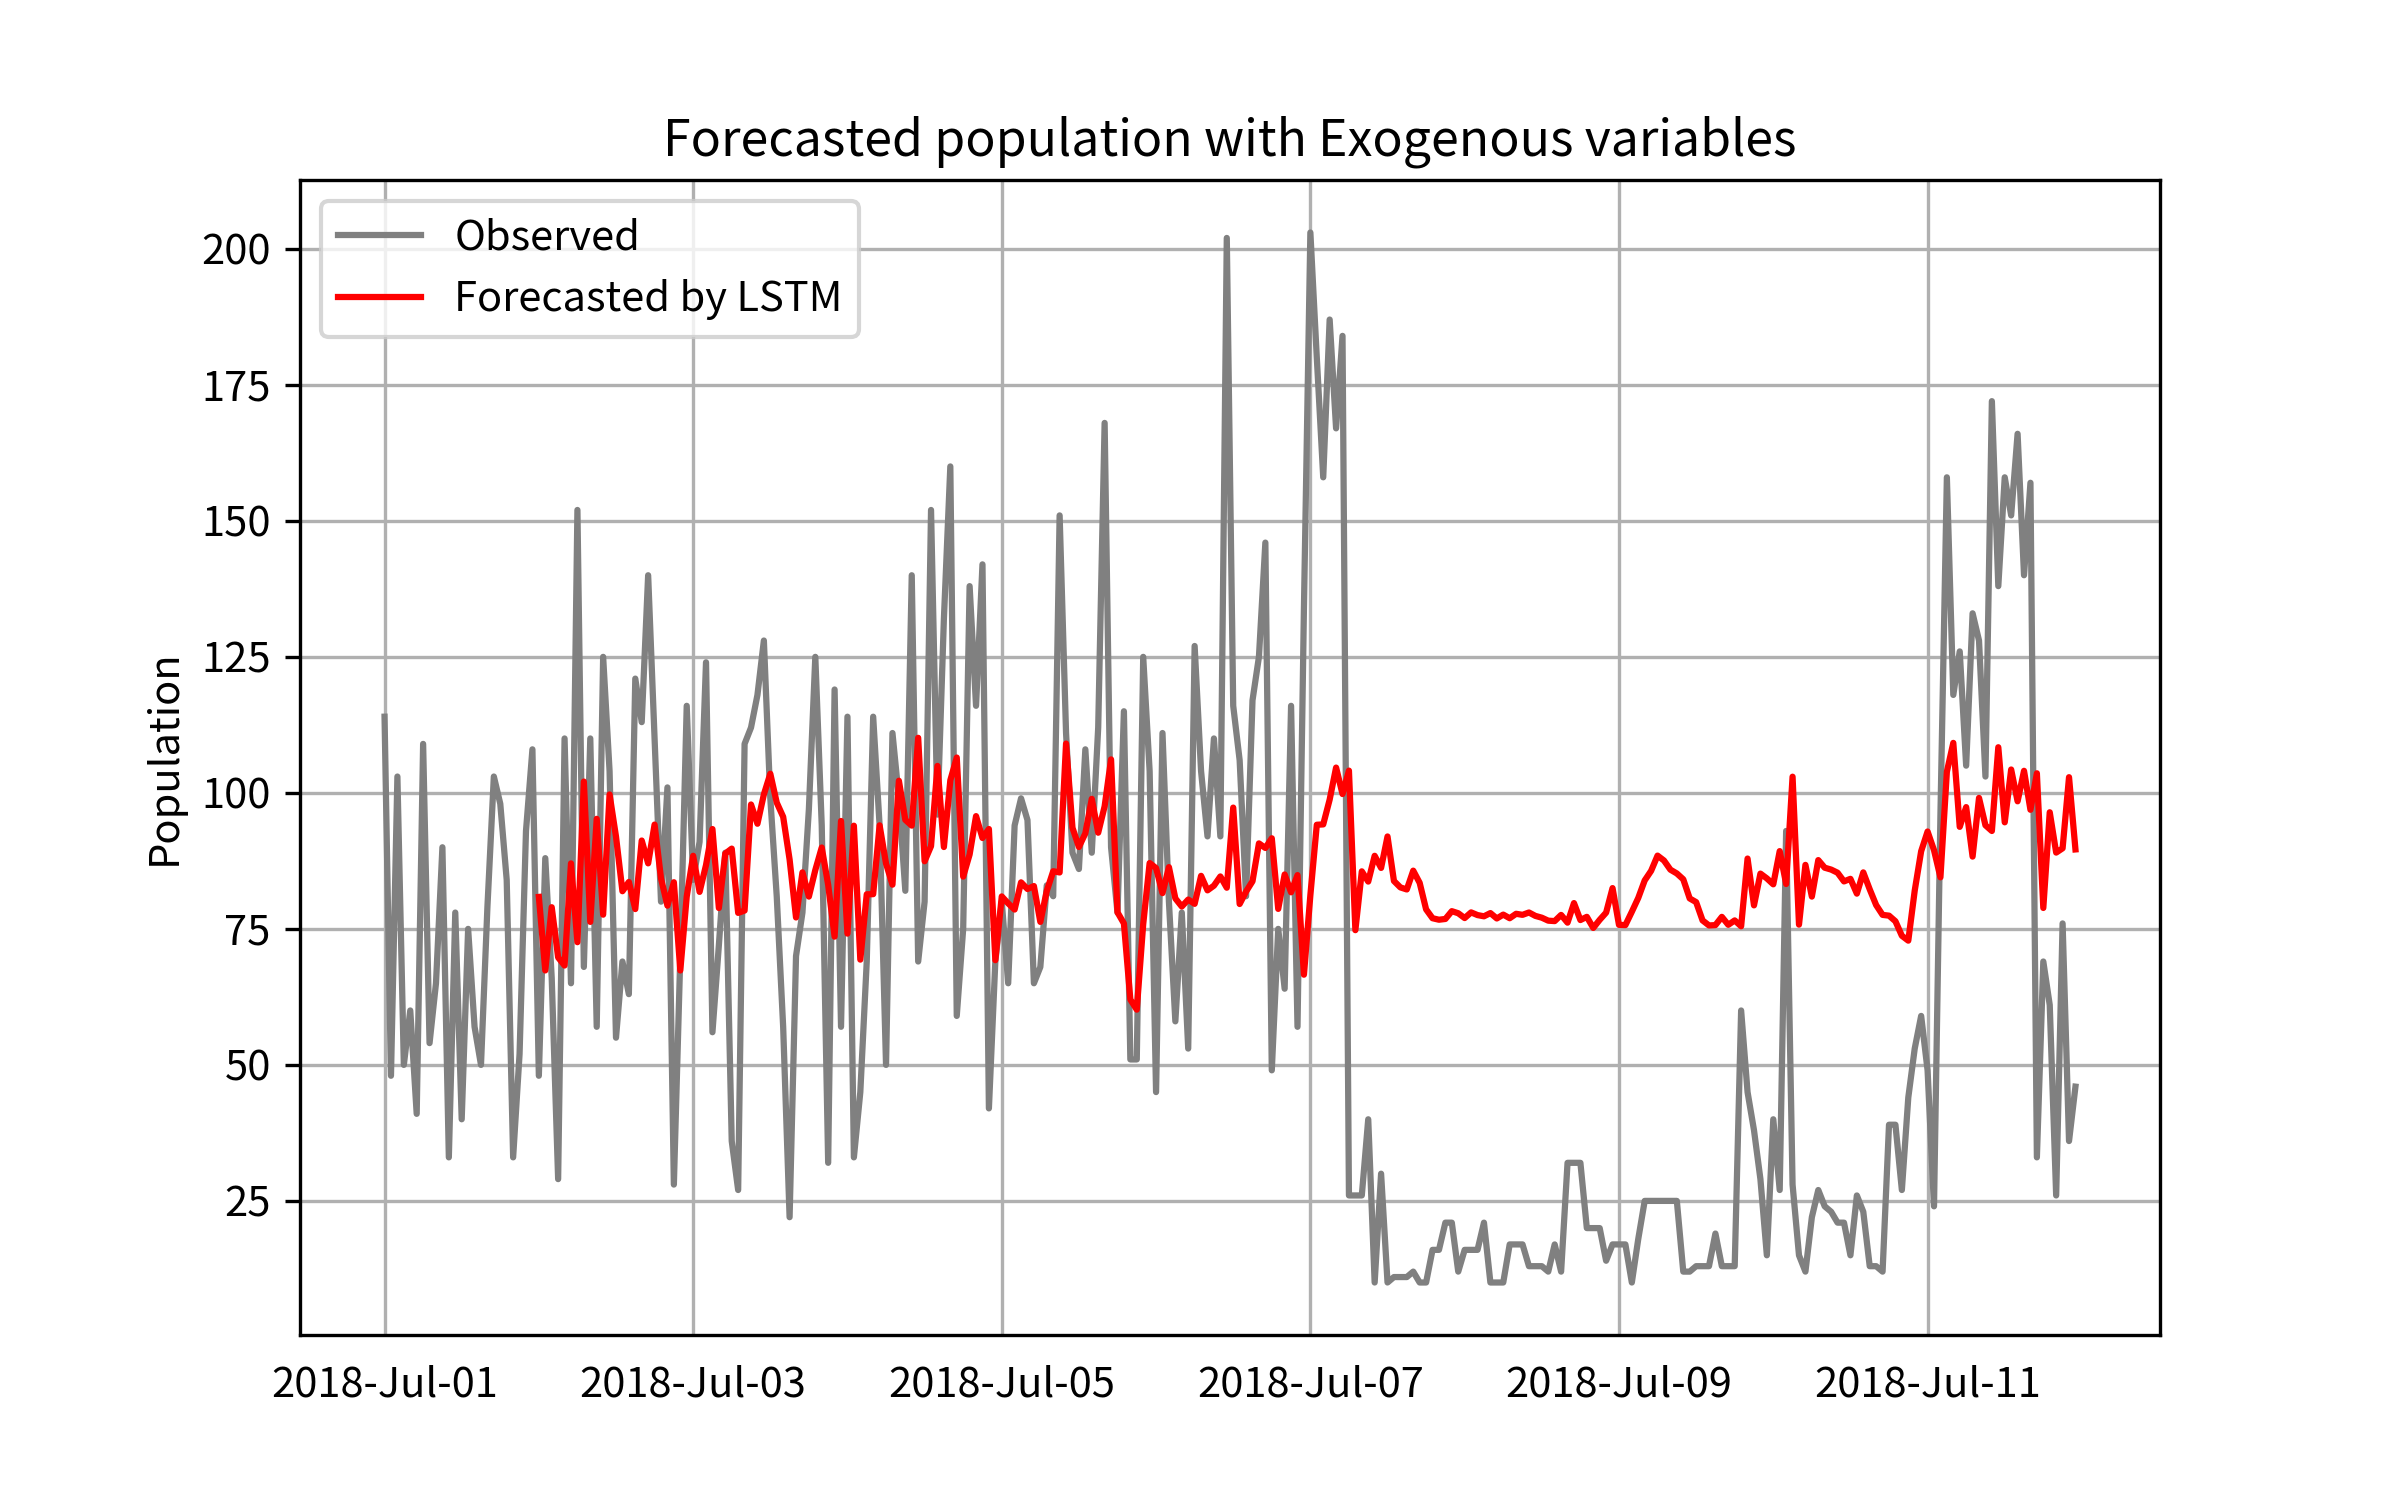 Forecasted population with Exogenous variables
Observed
Forecasted by LSTM
200
175
150
125
100
75
50
25
Population
2018-Jul-01 2018-Jul-03 2018-Jul-05 2018-Jul-07 2018-Jul-09 2018-Jul-11